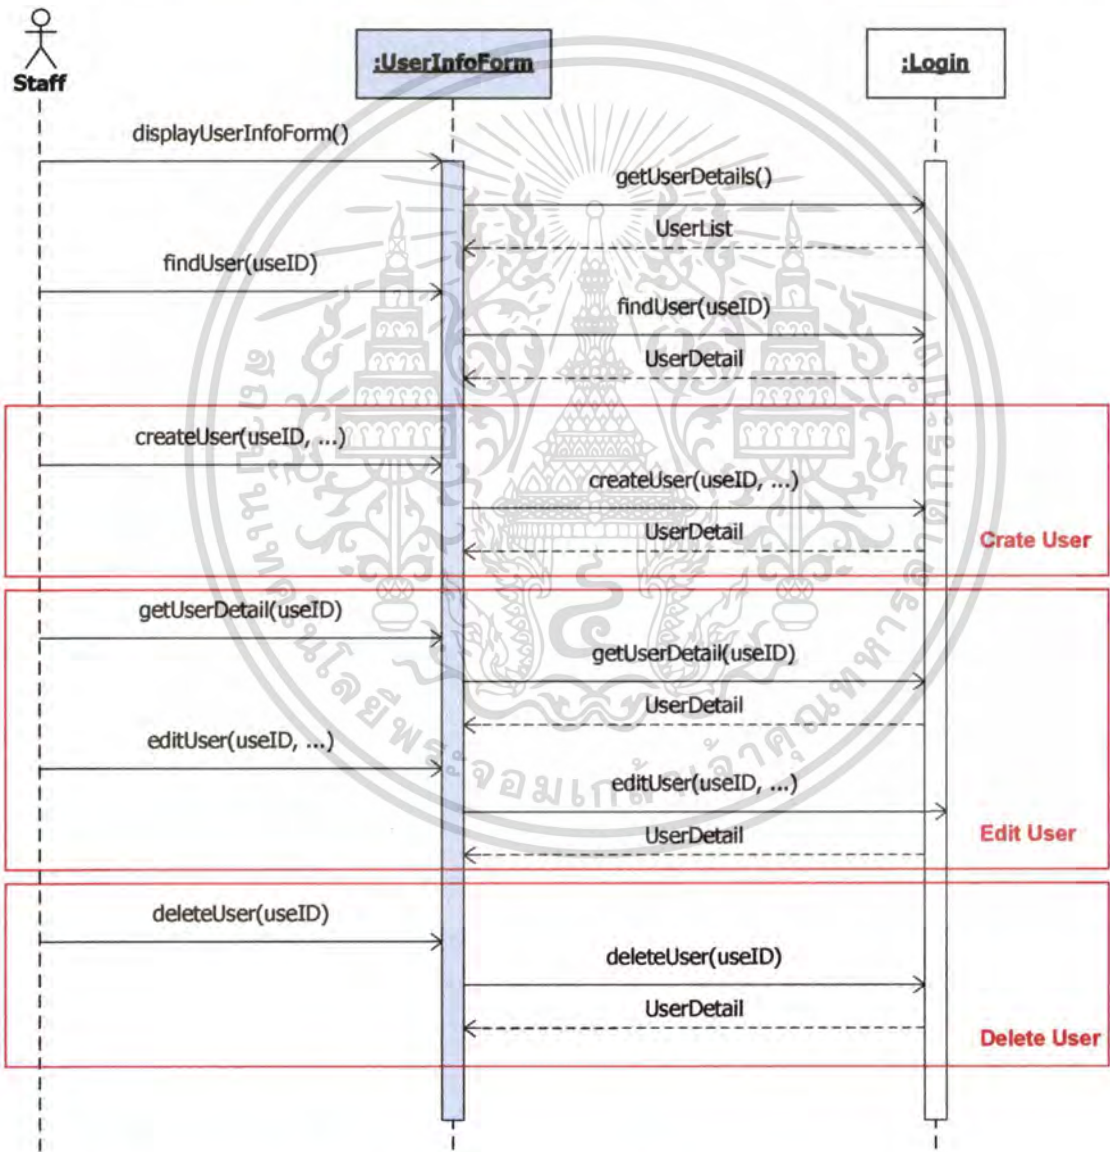 Staff
:UserInfoForm
:Login
displayUserInfoForm()
getUserDetails()
UserList
findUser(useID)
findUser(useID)
UserDetail
createUser(useID, ...)
createUser(useID, ...)
UserDetail
Crate User
getUserDetail(useID)
getUserDetail(useID)
UserDetail
editUser(useID, ...)
editUser(useID, ...)
UserDetail
Edit User
deleteUser(useID)
deleteUser(useID)
UserDetail
Delete User